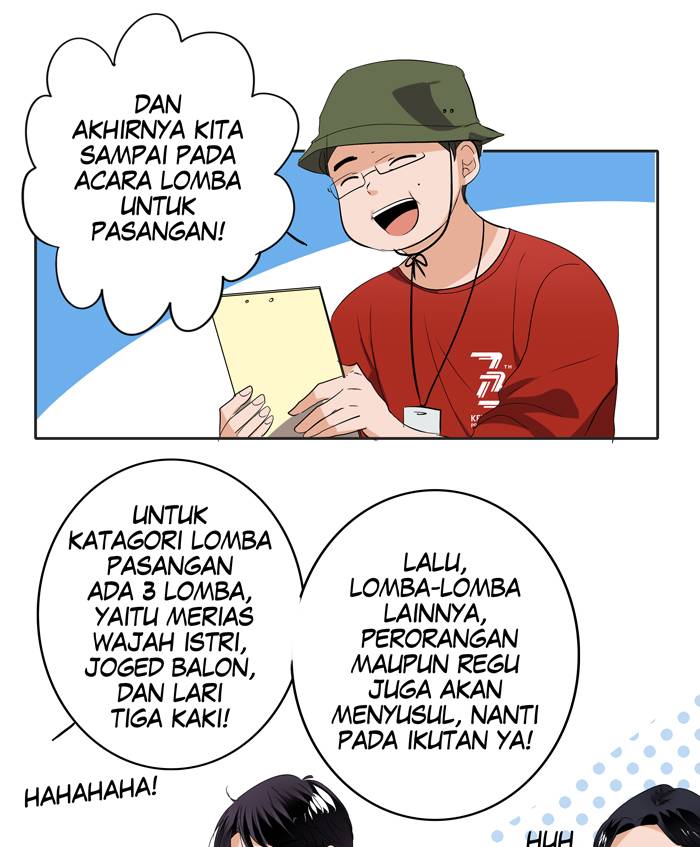 DAN
AKHIRNYA KITA
SAMPAI PADA
ACARA LOMBA
UNTUK
PASANGAN!
TH
UNTUK
KATAGORI LOMBA
PASANGAN
ADA 3 LOMBA,
YAITU MERIAS
WAJAH ISTRI,
JOGED BALON,
DAN LARI
TIGA KAKI!
LALU,
LOMBA-LOMBA
LAINNYA,
PERORANGAN
MAUPUN REGU
JUGA AKAN
MENYUSUL, NANTI
PADA IKUTAN YA!
HAHAHAHA!
HUH